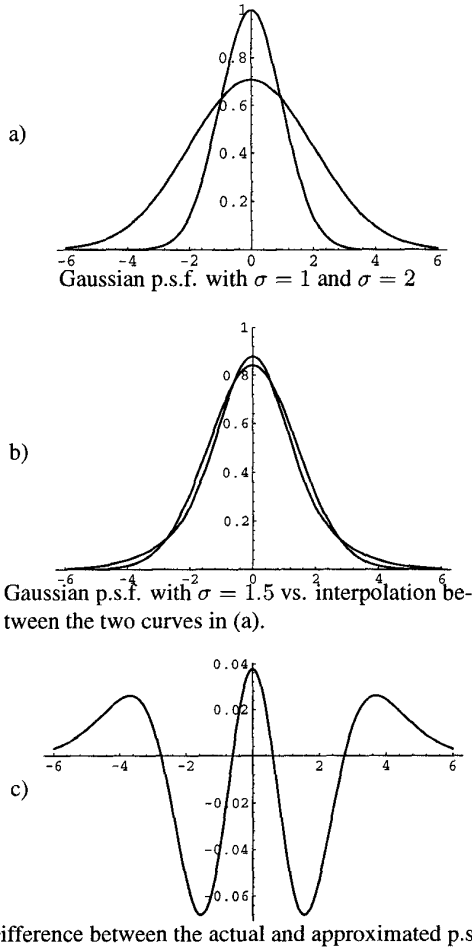 a)
1
0.8
0.6
0.4
0.2
-6 -4 -2 0 2 4 6
Gaussian p.s.f. with σ = 1 and σ = 2
b)
1
0.8
0.6
0.4
0.2
-6 -4 -2 0 2 4 6
Gaussian p.s.f. with σ = 1.5 vs. interpolation be-
tween the two curves in (a).
c)
0.04
0.02
-6 -4 -2 2 4 6
-0.02
-0.04
-0.06
ifference between the actual and approximated p.s